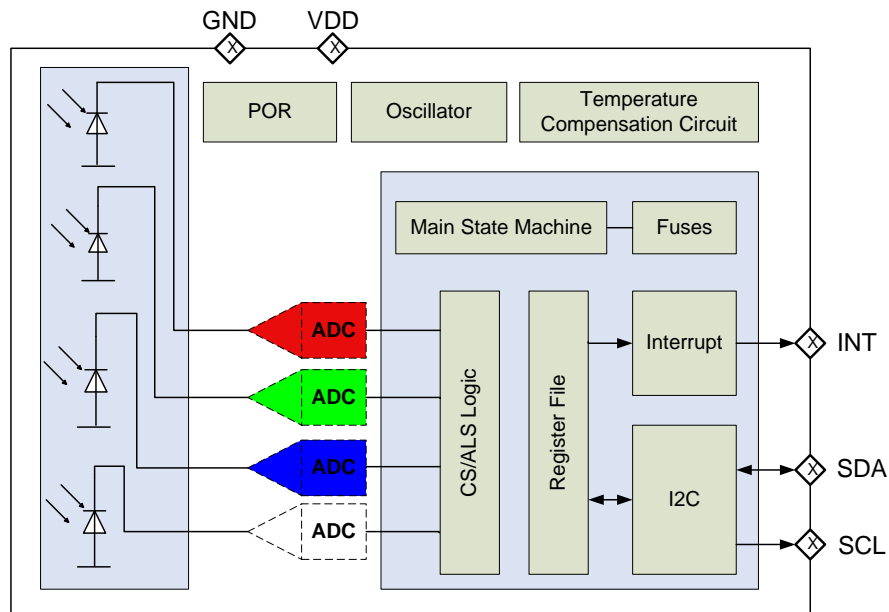 GND
VDD
X
X
POR
Oscillator
Temperature
Compensation Circuit
Main State Machine
Fuses
ADC
ADC
ADC
ADC
CS/ALS Logic
Register File
Interrupt
I2C
X
INT
X
SDA
X
SCL